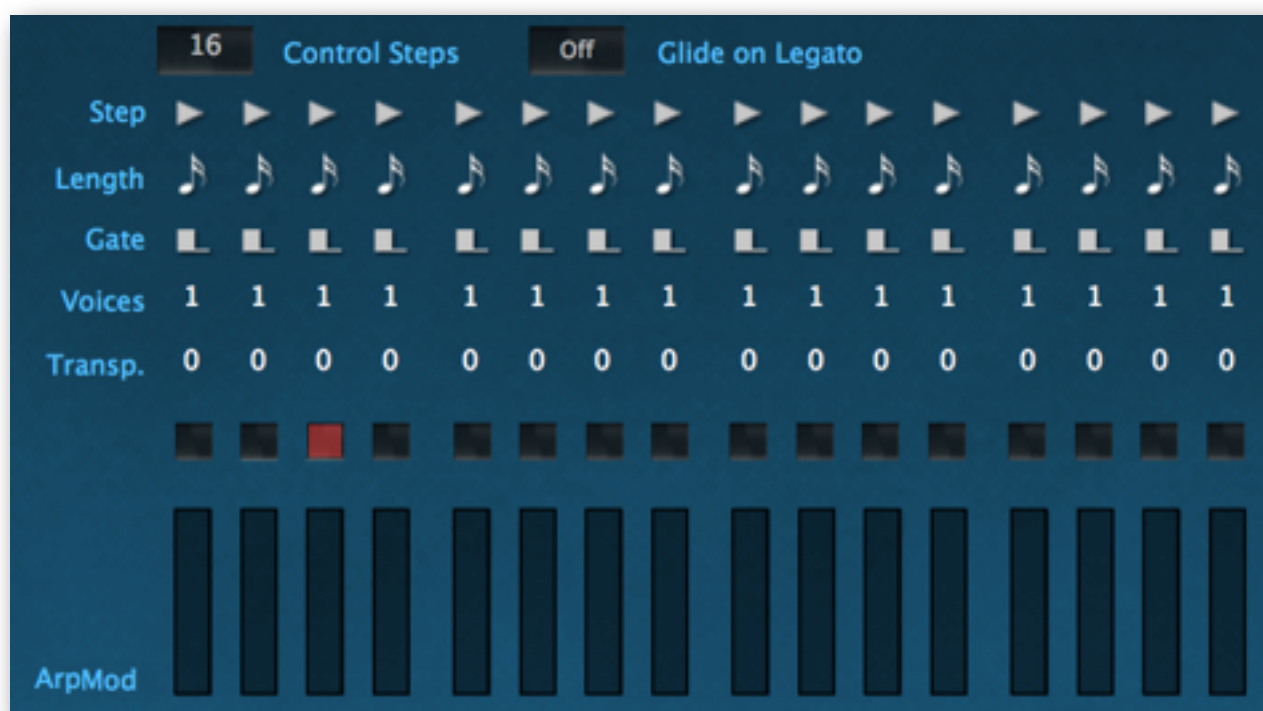 16 Control Steps Off Glide on Legato
Step
Length
Gate
Voices 1 1 1 1 1 1 1 1 1 1 1 1 1 1 1 1
Transp. 0 0 0 0 0 0 0 0 0 0 0 0 0 0 0 0
ArpMod